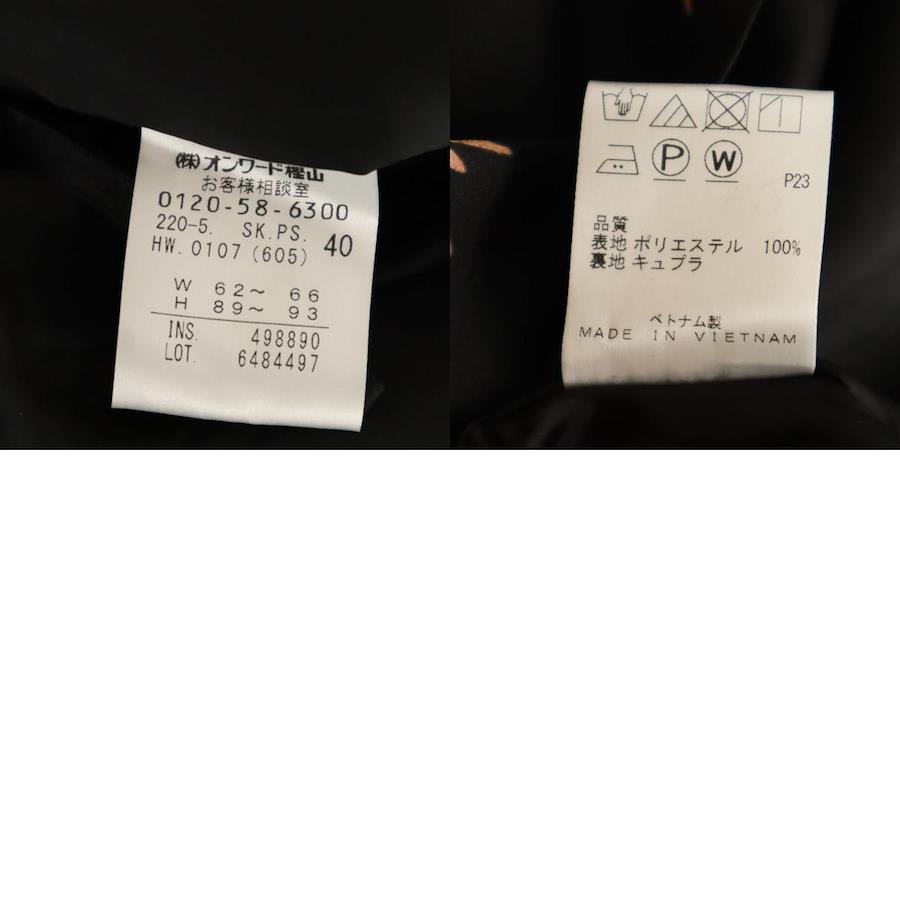 (株)オンワード樫山
お客様相談室
0120-58-6300
220-5. SK.PS. 40
HW. 0107 (605)
W 62～ 66
H 89～ 93
INS. 498890
LOT. 6484497
P W
P23
品質
表地 ポリエステル 100%
裏地 キュプラ
ベトナム製
MADE IN VIETNAM